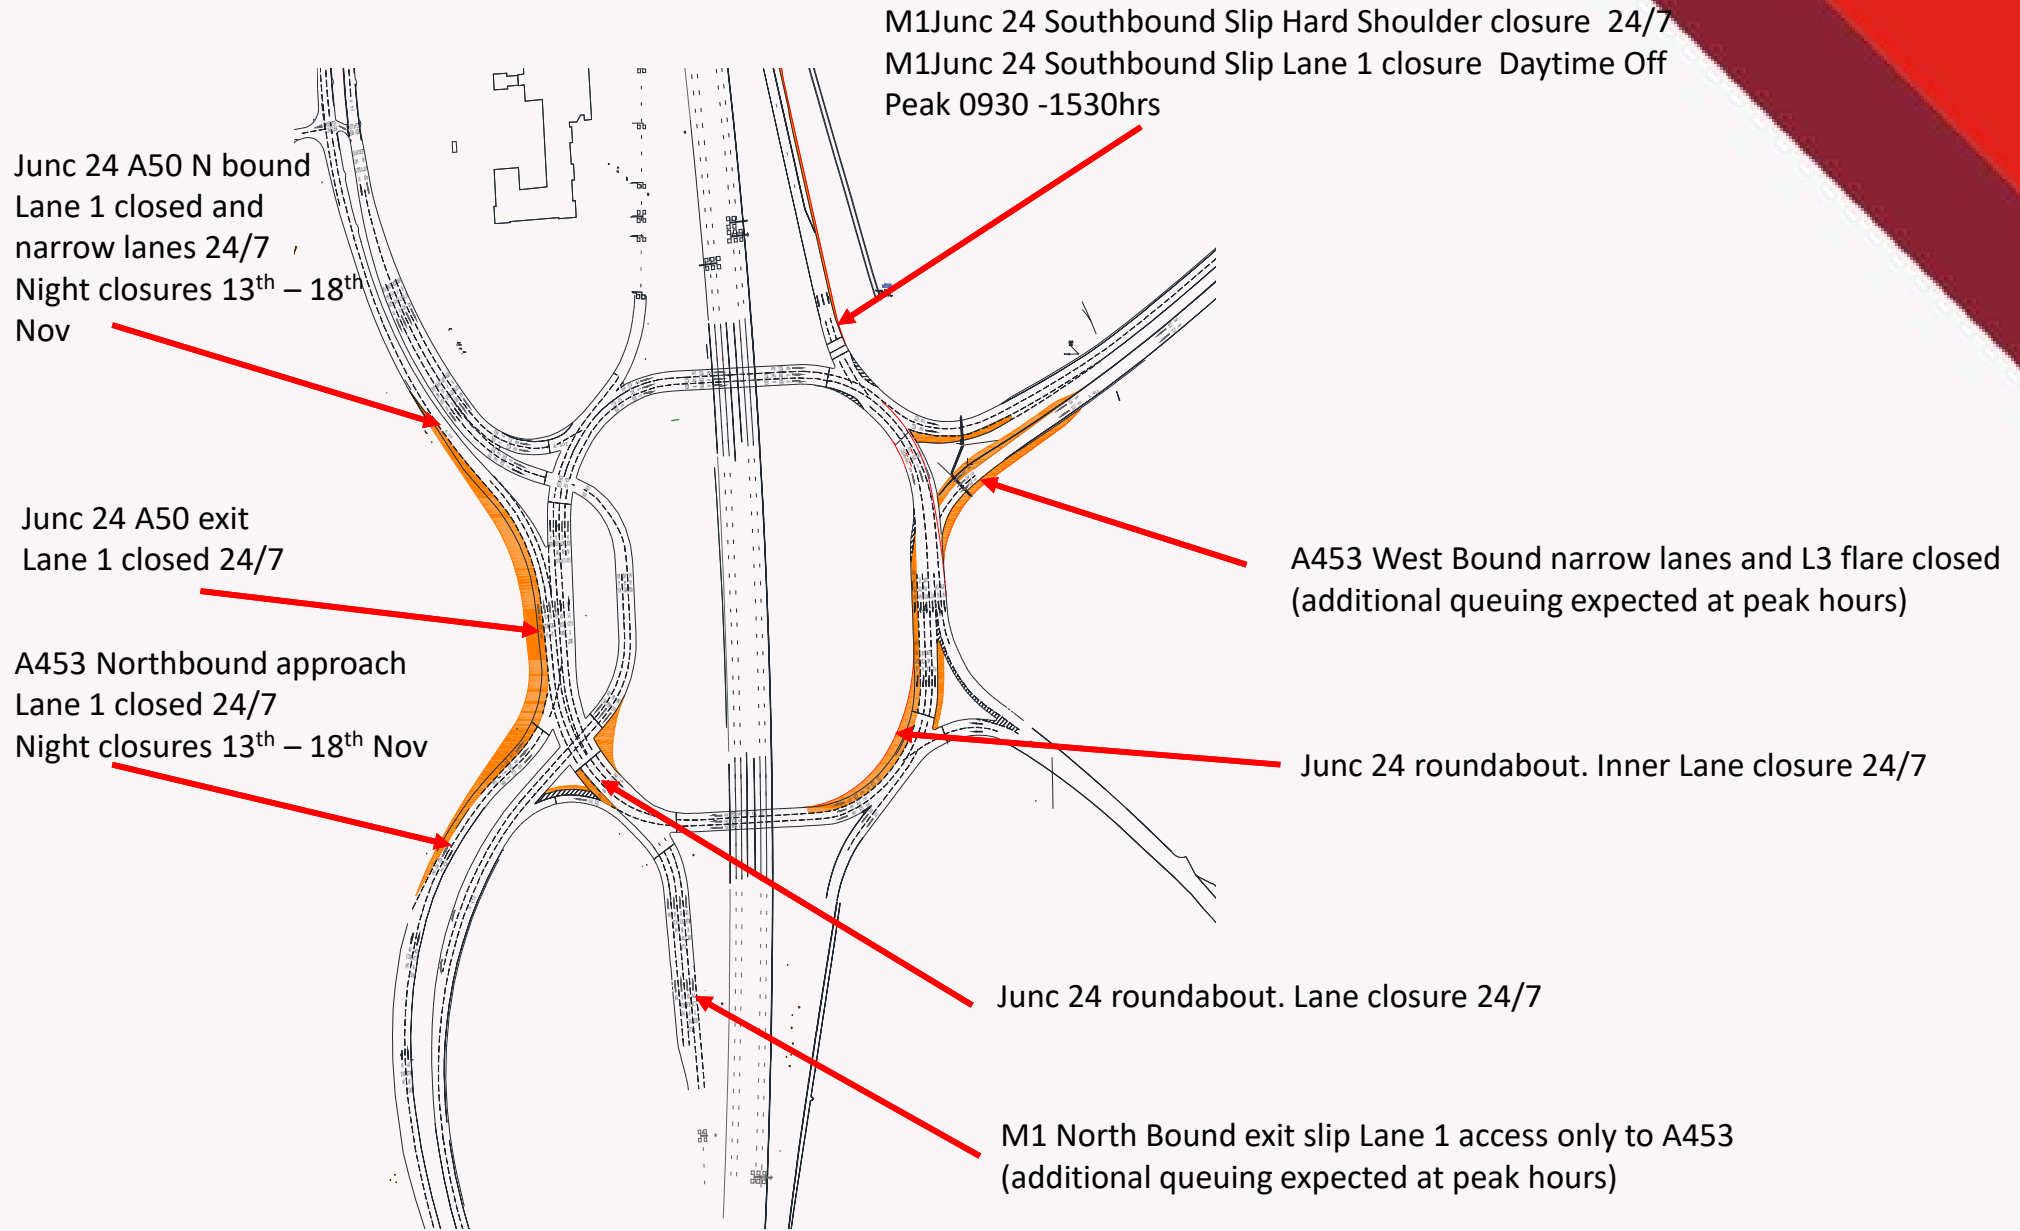 M1Junc 24 Southbound Slip Hard Shoulder closure  24/7
M1Junc 24 Southbound Slip Lane 1 closure  Daytime Off
Peak 0930 -1530hrs
Junc 24 A50 N bound
Lane 1 closed and
narrow lanes 24/7
Night closures 13th – 18th
Nov
Junc 24 A50 exit
Lane 1 closed 24/7
A453 West Bound narrow lanes and L3 flare closed
(additional queuing expected at peak hours)
A453 Northbound approach
Lane 1 closed 24/7
Night closures 13th – 18th Nov
Junc 24 roundabout. Inner Lane closure 24/7
Junc 24 roundabout. Lane closure 24/7
M1 North Bound exit slip Lane 1 access only to A453
(additional queuing expected at peak hours)